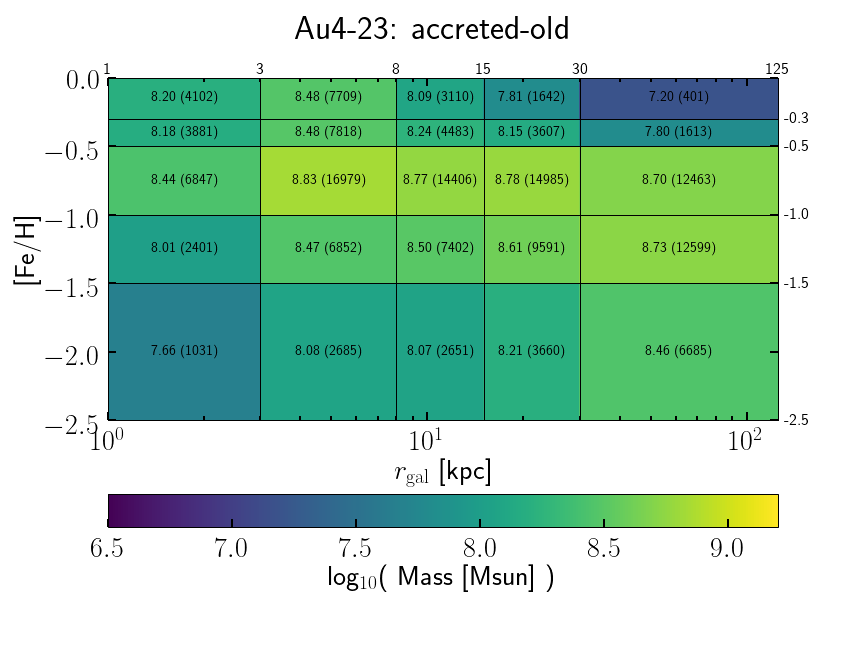 Au4-23: accreted-old
1 3 8 15 30 125
0.0 8.20 (4102) 8.48 (7709) 8.09 (3110) 7.81 (1642) 7.20 (401)
-0.3
8.18 (3881) 8.48 (7818) 8.24 (4483) 8.15 (3607) 7.80 (1613)
−0.5 -0.5
8.44 (6847) 8.83 (16979) 8.77 (14406) 8.78 (14985) 8.70 (12463)
−1.0 -1.0
[Fe/H]
8.01 (2401) 8.47 (6852) 8.50 (7402) 8.61 (9591) 8.73 (12599)
−1.5 -1.5
−2.0 7.66 (1031) 8.08 (2685) 8.07 (2651) 8.21 (3660) 8.46 (6685)
−2.5 -2.5
10⁰ 10¹ 10²
r_gal [kpc]
6.5 7.0 7.5 8.0 8.5 9.0
log₁₀( Mass [Msun] )